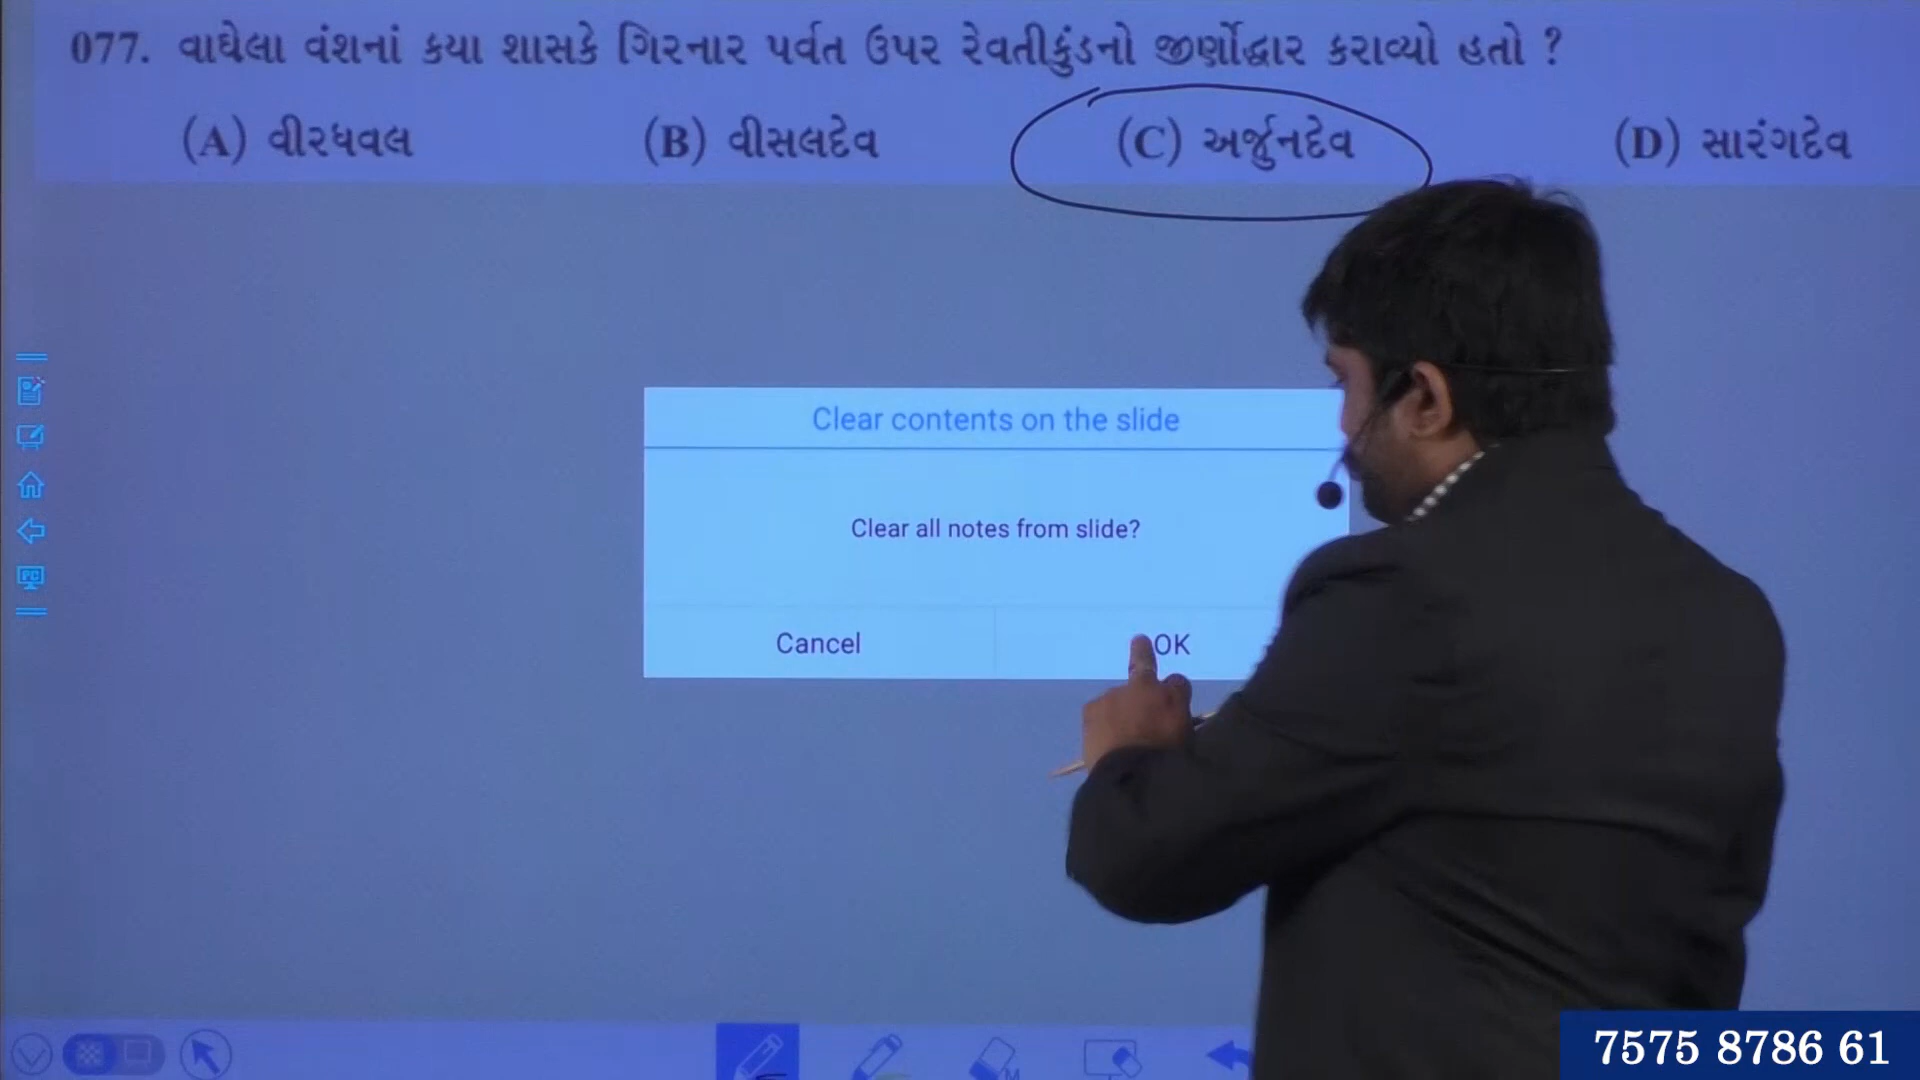 077. વાઘેલા વંશનાં કયા શાસકે ગિરનાર પર્વત ઉપર રેવતીકુંડનો જીર્ણોદ્ધાર કરાવ્યો હતો ?
(A) વીરધવલ (B) વીસલદેવ (C) અર્જુનદેવ (D) સારંગદેવ
Clear contents on the slide
Clear all notes from slide?
Cancel OK
7575 8786 61